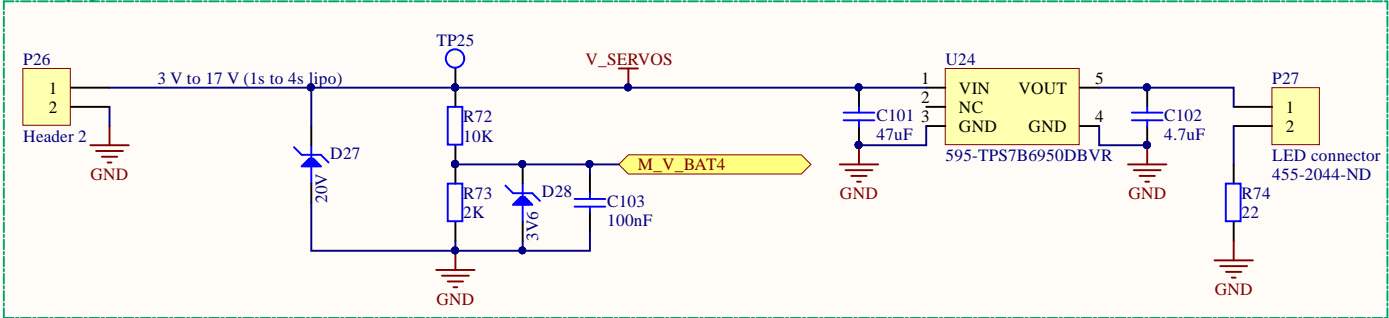 P26
1
2
Header 2
GND
3 V to 17 V (1s to 4s lipo)
D27
20V
TP25
R72
10K
R73
2K
D28
3V6
C103
100nF
M_V_BAT4
GND
V_SERVOS
C101
47uF
GND
U24
1
2
3
VIN
NC
GND
VOUT
GND
5
4
595-TPS7B6950DBVR
C102
4.7uF
GND
P27
1
2
LED connector
455-2044-ND
R74
22
GND